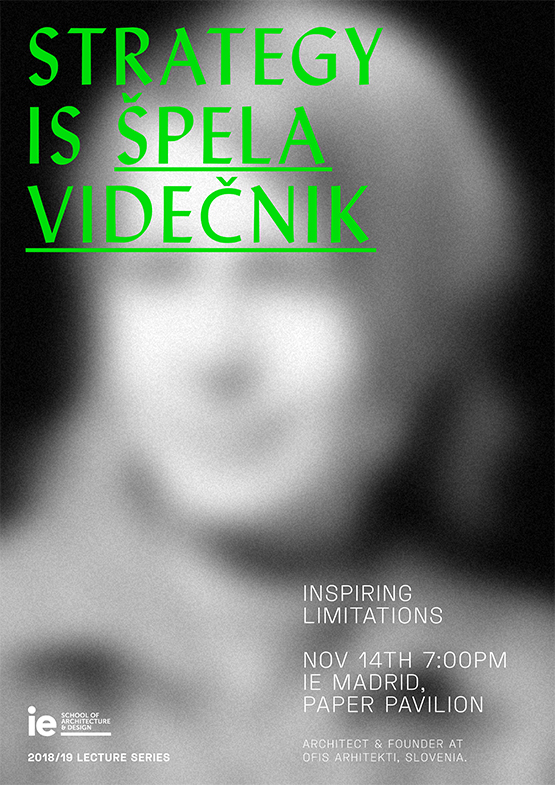 STRATEGY
IS ŠPELA
VIDEČNIK
INSPIRING
LIMITATIONS
NOV 14TH 7:00PM
IE MADRID,
PAPER PAVILION
ARCHITECT & FOUNDER AT
OFIS ARHITEKTI, SLOVENIA.
ie
SCHOOL OF
ARCHITECTURE
& DESIGN
2018/19 LECTURE SERIES